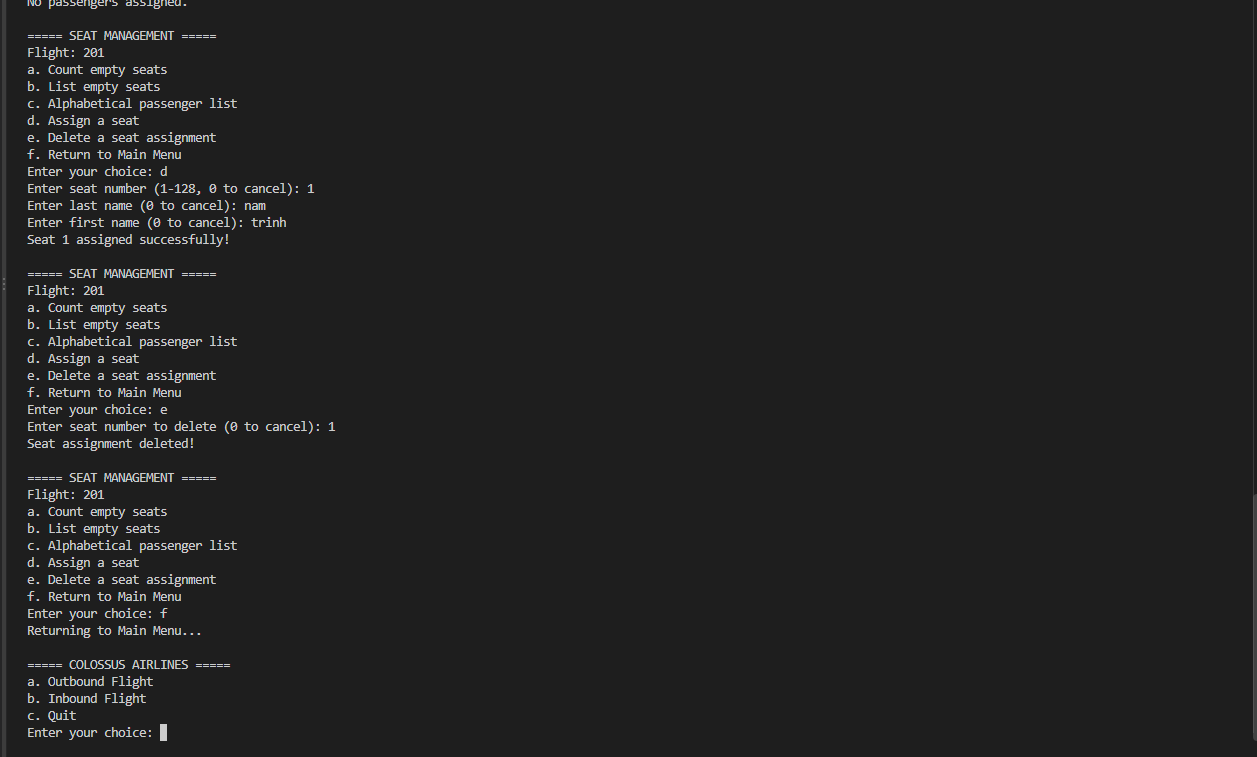 No passengers assigned.
===== SEAT MANAGEMENT =====
Flight: 201
a. Count empty seats
b. List empty seats
c. Alphabetical passenger list
d. Assign a seat
e. Delete a seat assignment
f. Return to Main Menu
Enter your choice: d
Enter seat number (1-128, 0 to cancel): 1
Enter last name (0 to cancel): nam
Enter first name (0 to cancel): trinh
Seat 1 assigned successfully!
===== SEAT MANAGEMENT =====
Flight: 201
a. Count empty seats
b. List empty seats
c. Alphabetical passenger list
d. Assign a seat
e. Delete a seat assignment
f. Return to Main Menu
Enter your choice: e
Enter seat number to delete (0 to cancel): 1
Seat assignment deleted!
===== SEAT MANAGEMENT =====
Flight: 201
a. Count empty seats
b. List empty seats
c. Alphabetical passenger list
d. Assign a seat
e. Delete a seat assignment
f. Return to Main Menu
Enter your choice: f
Returning to Main Menu...
===== COLOSSUS AIRLINES =====
a. Outbound Flight
b. Inbound Flight
c. Quit
Enter your choice: